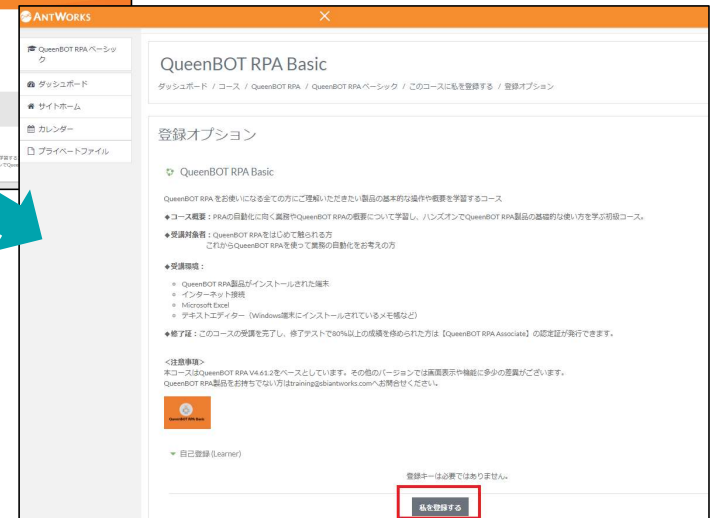 ANTWORKS
QueenBOT RPA ベーシッ
ク
ダッシュボード
サイトホーム
カレンダー
プライベートファイル
QueenBOT RPA Basic
ダッシュボード / コース / QueenBOT RPA / QueenBOT RPA ベーシック / このコースに私を登録する / 登録オプション
登録オプション
QueenBOT RPA Basic
QueenBOT RPA をお使いになる全ての方にご理解いただきたい製品の基本的な操作や概要を学習するコース
◆コース概要：PRAの自動化に向く業務やQueenBOT RPAの概要について学習し、ハンズオンでQueenBOT RPA製品の基礎的な使い方を学ぶ初級コース。
◆受講対象者：QueenBOT RPAをはじめて触られる方
これからQueenBOT RPAを使って業務の自動化をお考えの方
◆受講環境：
QueenBOT RPA製品がインストールされた端末
インターネット接続
Microsoft Excel
テキストエディター（Windows端末にインストールされているメモ帳など）
◆修了証：このコースの受講を完了し、修了テストで80%以上の成績を修められた方は【QueenBOT RPA Associate】の認定証が発行できます。
<注意事項>
本コースはQueenBOT RPA V4.61.2をベースとしています。その他のバージョンでは画面表示や機能に多少の差異がございます。
QueenBOT RPA製品をお持ちでない方はtraining@sbiantworks.comへお問合せください。
QueenBOT RPA Basic
自己登録 (Learner)
登録キーは必要ではありません。
私を登録する